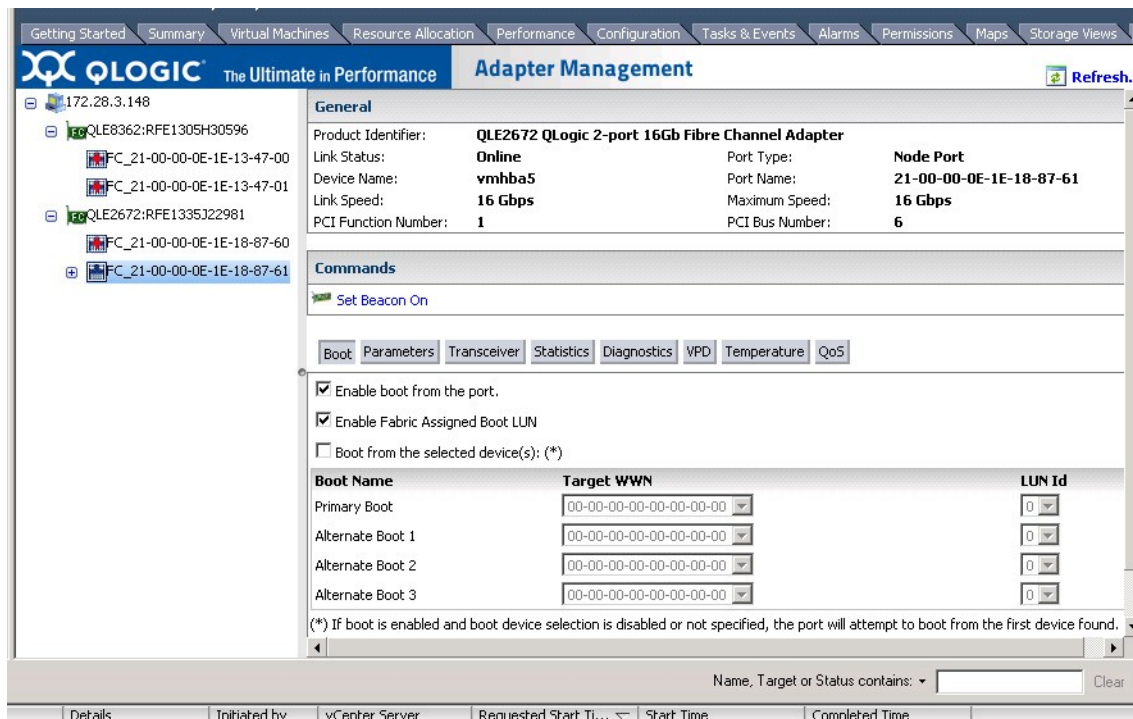 Getting Started Summary Virtual Machines Resource Allocation Performance Configuration Tasks & Events Alarms Permissions Maps Storage Views
QLOGIC The Ultimate in Performance Adapter Management Refresh.
172.28.3.148
QLE8362:RFE1305H30596
FC_21-00-00-0E-1E-13-47-00
FC_21-00-00-0E-1E-13-47-01
QLE2672:RFE1335J22981
FC_21-00-00-0E-1E-18-87-60
FC_21-00-00-0E-1E-18-87-61
General
Product Identifier: QLE2672 QLogic 2-port 16Gb Fibre Channel Adapter
Link Status: Online Port Type: Node Port
Device Name: vmhba5 Port Name: 21-00-00-0E-1E-18-87-61
Link Speed: 16 Gbps Maximum Speed: 16 Gbps
PCI Function Number: 1 PCI Bus Number: 6
Commands
Set Beacon On
Boot Parameters Transceiver Statistics Diagnostics VPD Temperature QoS
Enable boot from the port.
Enable Fabric Assigned Boot LUN
Boot from the selected device(s): (*)
Boot Name Target WWN LUN Id
Primary Boot 00-00-00-00-00-00-00-00 0
Alternate Boot 1 00-00-00-00-00-00-00-00 0
Alternate Boot 2 00-00-00-00-00-00-00-00 0
Alternate Boot 3 00-00-00-00-00-00-00-00 0
(*) If boot is enabled and boot device selection is disabled or not specified, the port will attempt to boot from the first device found.
Name, Target or Status contains: Clear
Details Initiated by vCenter Server Requested Start Ti... Start Time Completed Time